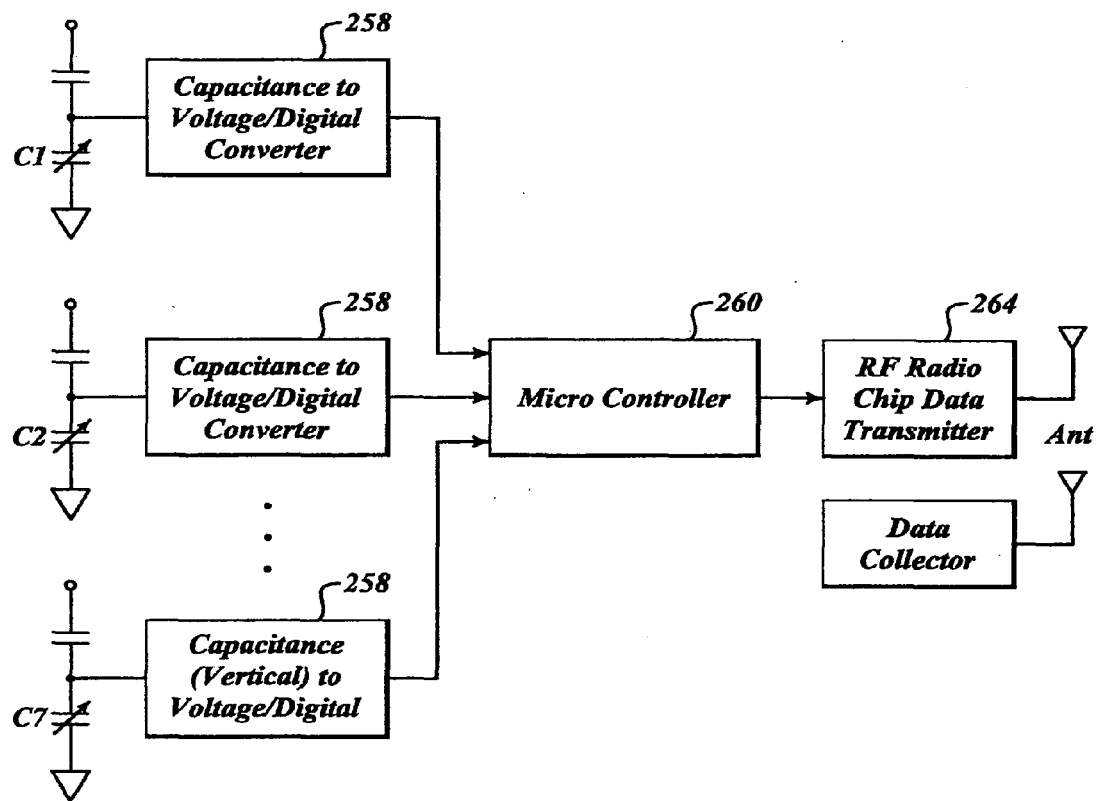 258
Capacitance to
Voltage/Digital
Converter
C1
258
Capacitance to
Voltage/Digital
Converter
C2
260
Micro Controller
264
RF Radio
Chip Data
Transmitter
Ant
Data
Collector
258
Capacitance
(Vertical) to
Voltage/Digital
C7